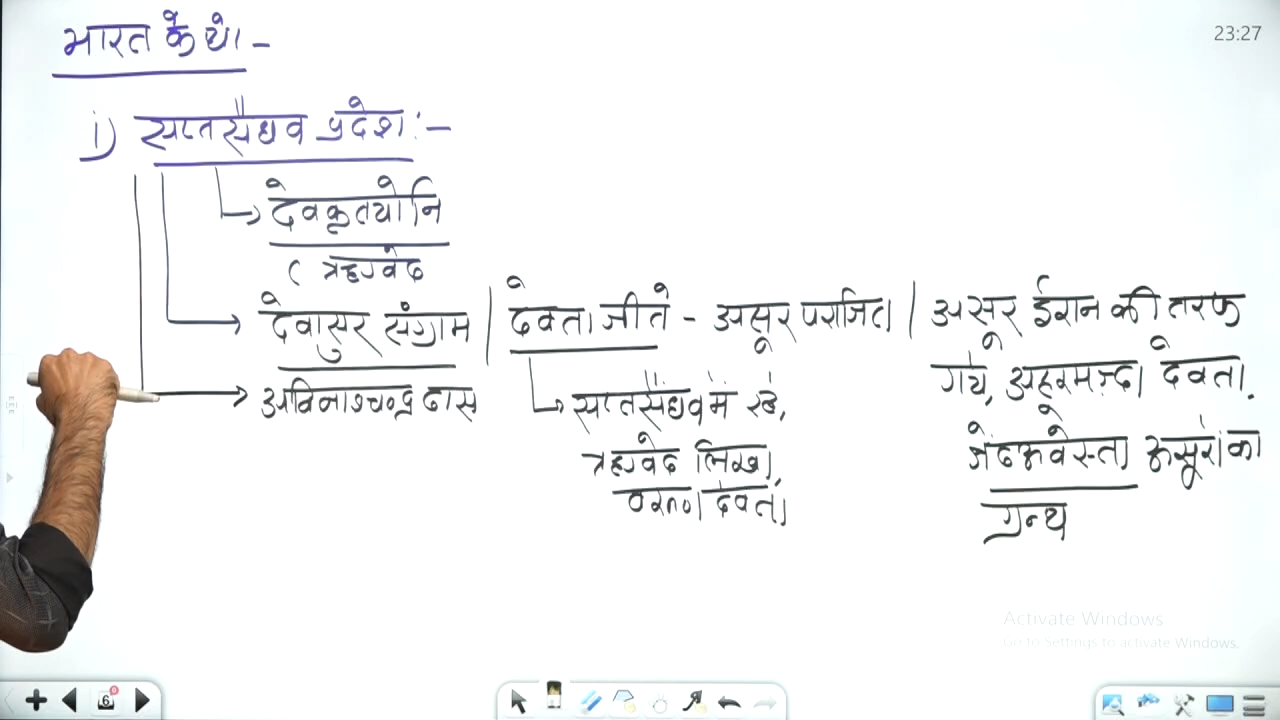 भारत के थे। -
23:27
i) सप्तसैंधव प्रदेश :-
देवकृतयोनि
( ऋग्वेद
देवासुर संग्राम | देवता जीते - असूर पराजित | असूर ईरान की तरफ
गये, अहूरमज़्दा देवता.
अविनाशचन्द्र दास
सप्तसैंधव में रहे,
ऋग्वेद लिखा,
वरुण देवता
जेंदअवेस्ता असूरों का
ग्रन्थ
Activate Windows
Go to Settings to activate Windows.
6
0